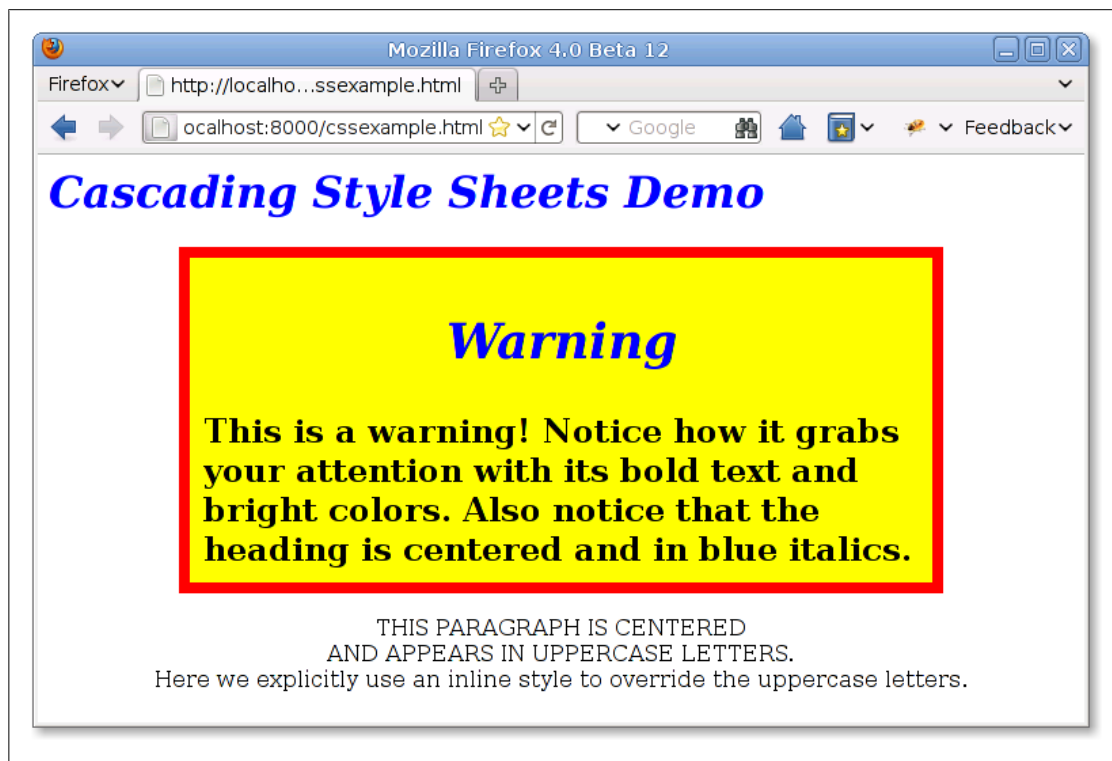 Mozilla Firefox 4.0 Beta 12
Firefox
http://localho...ssexample.html
ocalhost:8000/cssexample.html
Google
Feedback
Cascading Style Sheets Demo
Warning
This is a warning! Notice how it grabs
your attention with its bold text and
bright colors. Also notice that the
heading is centered and in blue italics.
THIS PARAGRAPH IS CENTERED
AND APPEARS IN UPPERCASE LETTERS.
Here we explicitly use an inline style to override the uppercase letters.